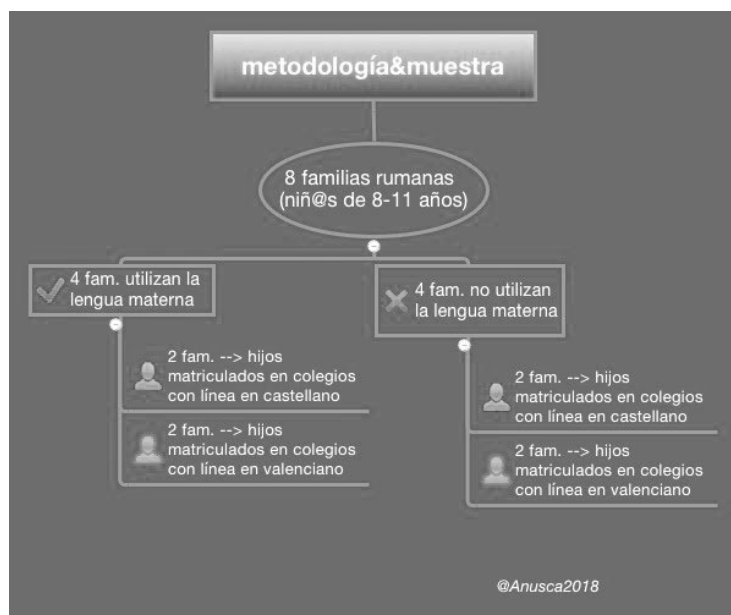 metodología&muestra
8 familias rumanas
(niñ@s de 8-11 años)
4 fam. utilizan la
lengua materna
2 fam. --> hijos
matriculados en colegios
con línea en castellano
2 fam. --> hijos
matriculados en colegios
con línea en valenciano
4 fam. no utilizan
la lengua materna
2 fam. --> hijos
matriculados en colegios
con línea en castellano
2 fam. --> hijos
matriculados en colegios
con línea en valenciano
@Anusca2018